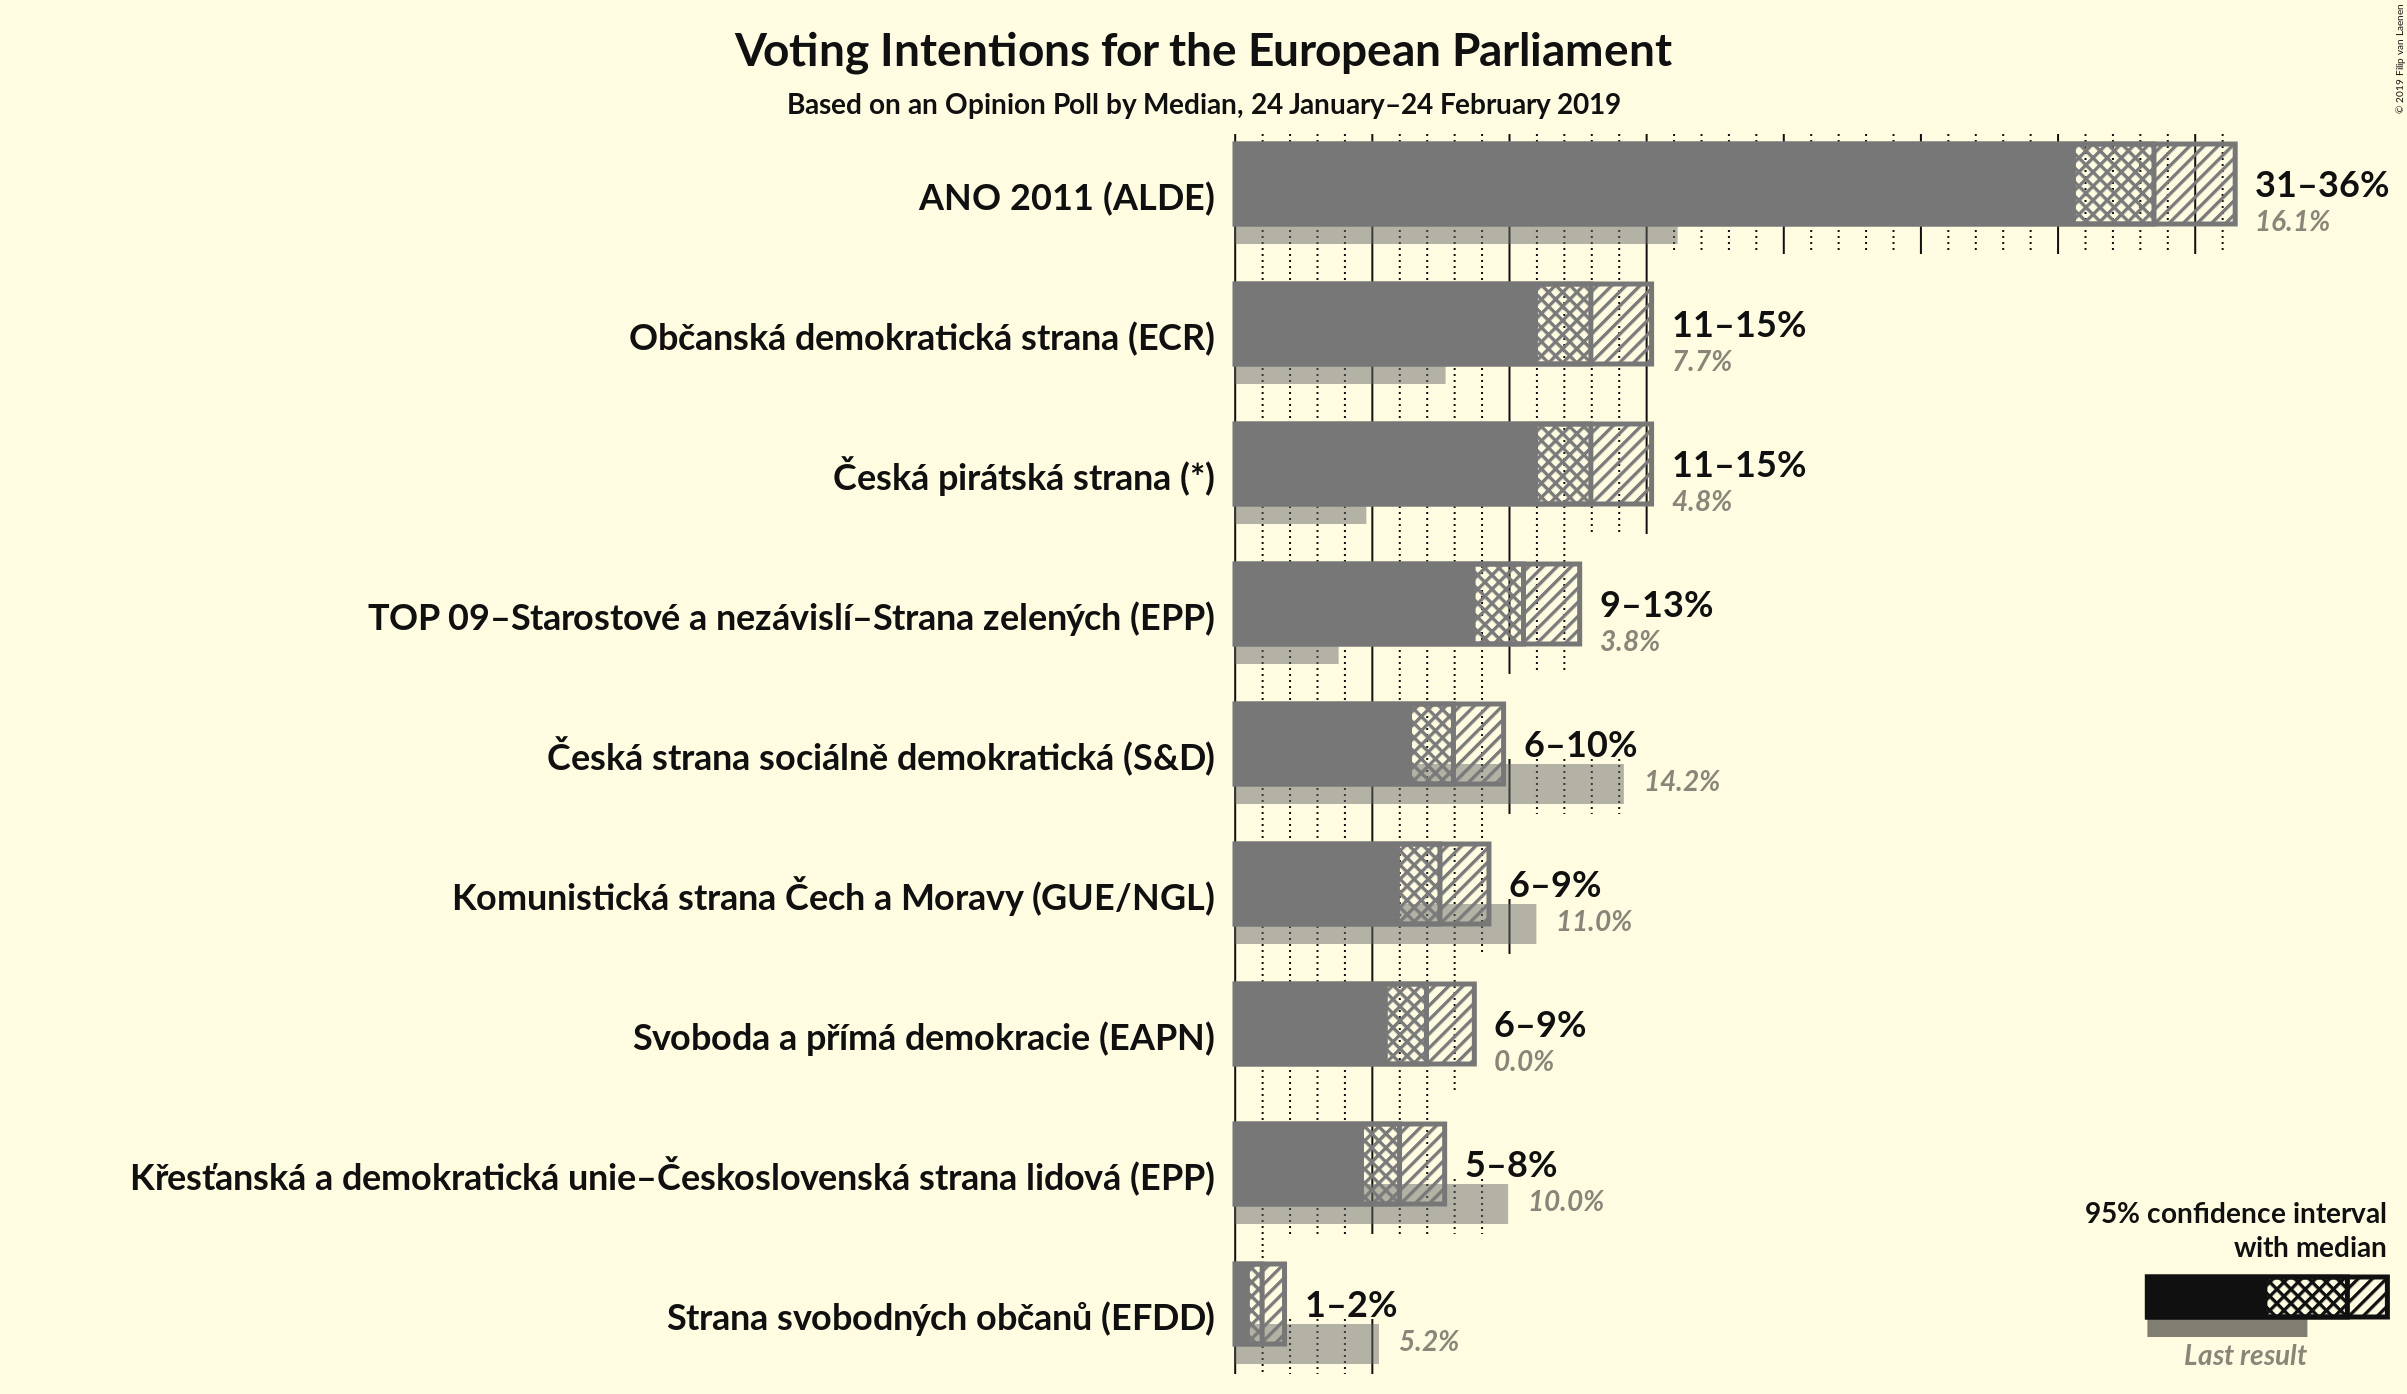 Voting Intentions for the European Parliament
Based on an Opinion Poll by Median, 24 January–24 February 2019
© 2019 Filip van Laenen
ANO 2011 (ALDE)
31–36%
16.1%
Občanská demokratická strana (ECR)
11–15%
7.7%
Česká pirátská strana (*)
11–15%
4.8%
TOP 09–Starostové a nezávislí–Strana zelených (EPP)
9–13%
3.8%
Česká strana sociálně demokratická (S&D)
6–10%
14.2%
Komunistická strana Čech a Moravy (GUE/NGL)
6–9%
11.0%
Svoboda a přímá demokracie (EAPN)
6–9%
0.0%
Křesťanská a demokratická unie–Československá strana lidová (EPP)
5–8%
10.0%
Strana svobodných občanů (EFDD)
1–2%
5.2%
95% confidence interval
with median
Last result